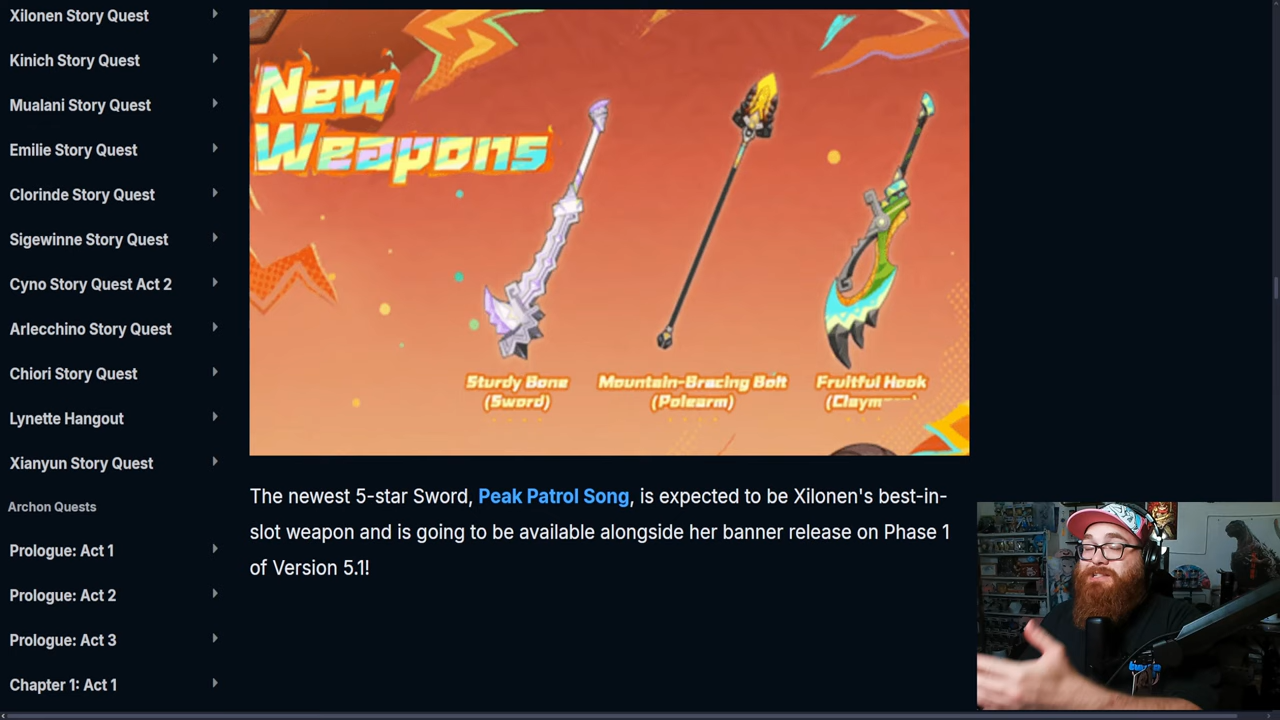 Xilonen Story Quest
Kinich Story Quest
Mualani Story Quest
Emilie Story Quest
Clorinde Story Quest
Sigewinne Story Quest
Cyno Story Quest Act 2
Arlecchino Story Quest
Chiori Story Quest
Lynette Hangout
Xianyun Story Quest
Archon Quests
Prologue: Act 1
Prologue: Act 2
Prologue: Act 3
Chapter 1: Act 1
New
Weapons
Sturdy Bone
(Sword)
Mountain-Bracing Bolt
(Polearm)
Fruitful Hook
The newest 5-star Sword, Peak Patrol Song, is expected to be Xilonen's best-in-
slot weapon and is going to be available alongside her banner release on Phase 1
of Version 5.1!